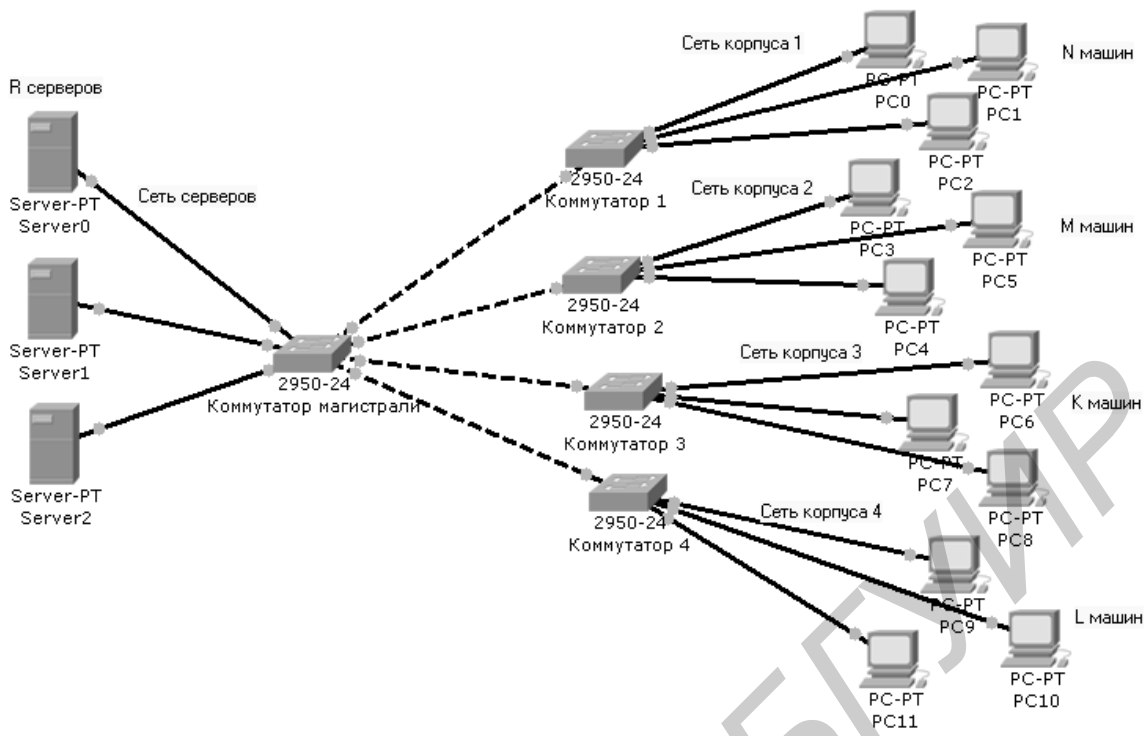 R серверов
Server-PT
Server0
Сеть серверов
Server-PT
Server1
Server-PT
Server2
2950-24
Коммутатор магистрали
Сеть корпуса 1
N машин
PC-PT
PC0
PC-PT
PC1
PC-PT
PC2
2950-24
Коммутатор 1
Сеть корпуса 2
M машин
PC-PT
PC3
PC-PT
PC5
PC-PT
PC4
2950-24
Коммутатор 2
Сеть корпуса 3
K машин
PC-PT
PC6
PC-PT
PC7
PC-PT
PC8
2950-24
Коммутатор 3
Сеть корпуса 4
L машин
PC-PT
PC9
PC-PT
PC10
PC-PT
PC11
2950-24
Коммутатор 4
БГУИР